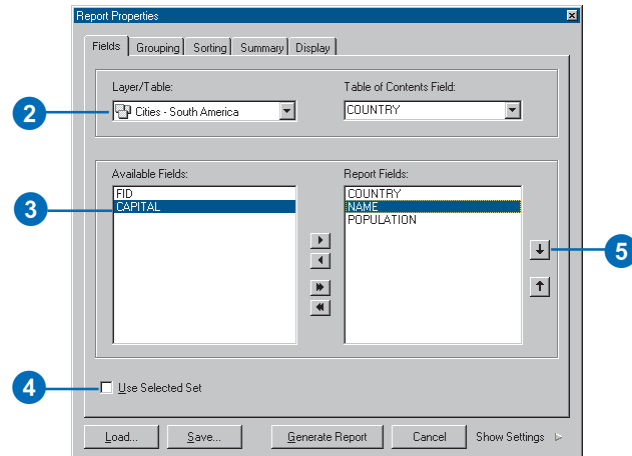 Report Properties
Fields Grouping Sorting Summary Display
Layer/Table: Table of Contents Field:
2 Cities - South America COUNTRY
Available Fields: Report Fields:
FID COUNTRY
3 CAPITAL NAME
POPULATION
5
4 Use Selected Set
Load... Save... Generate Report Cancel Show Settings